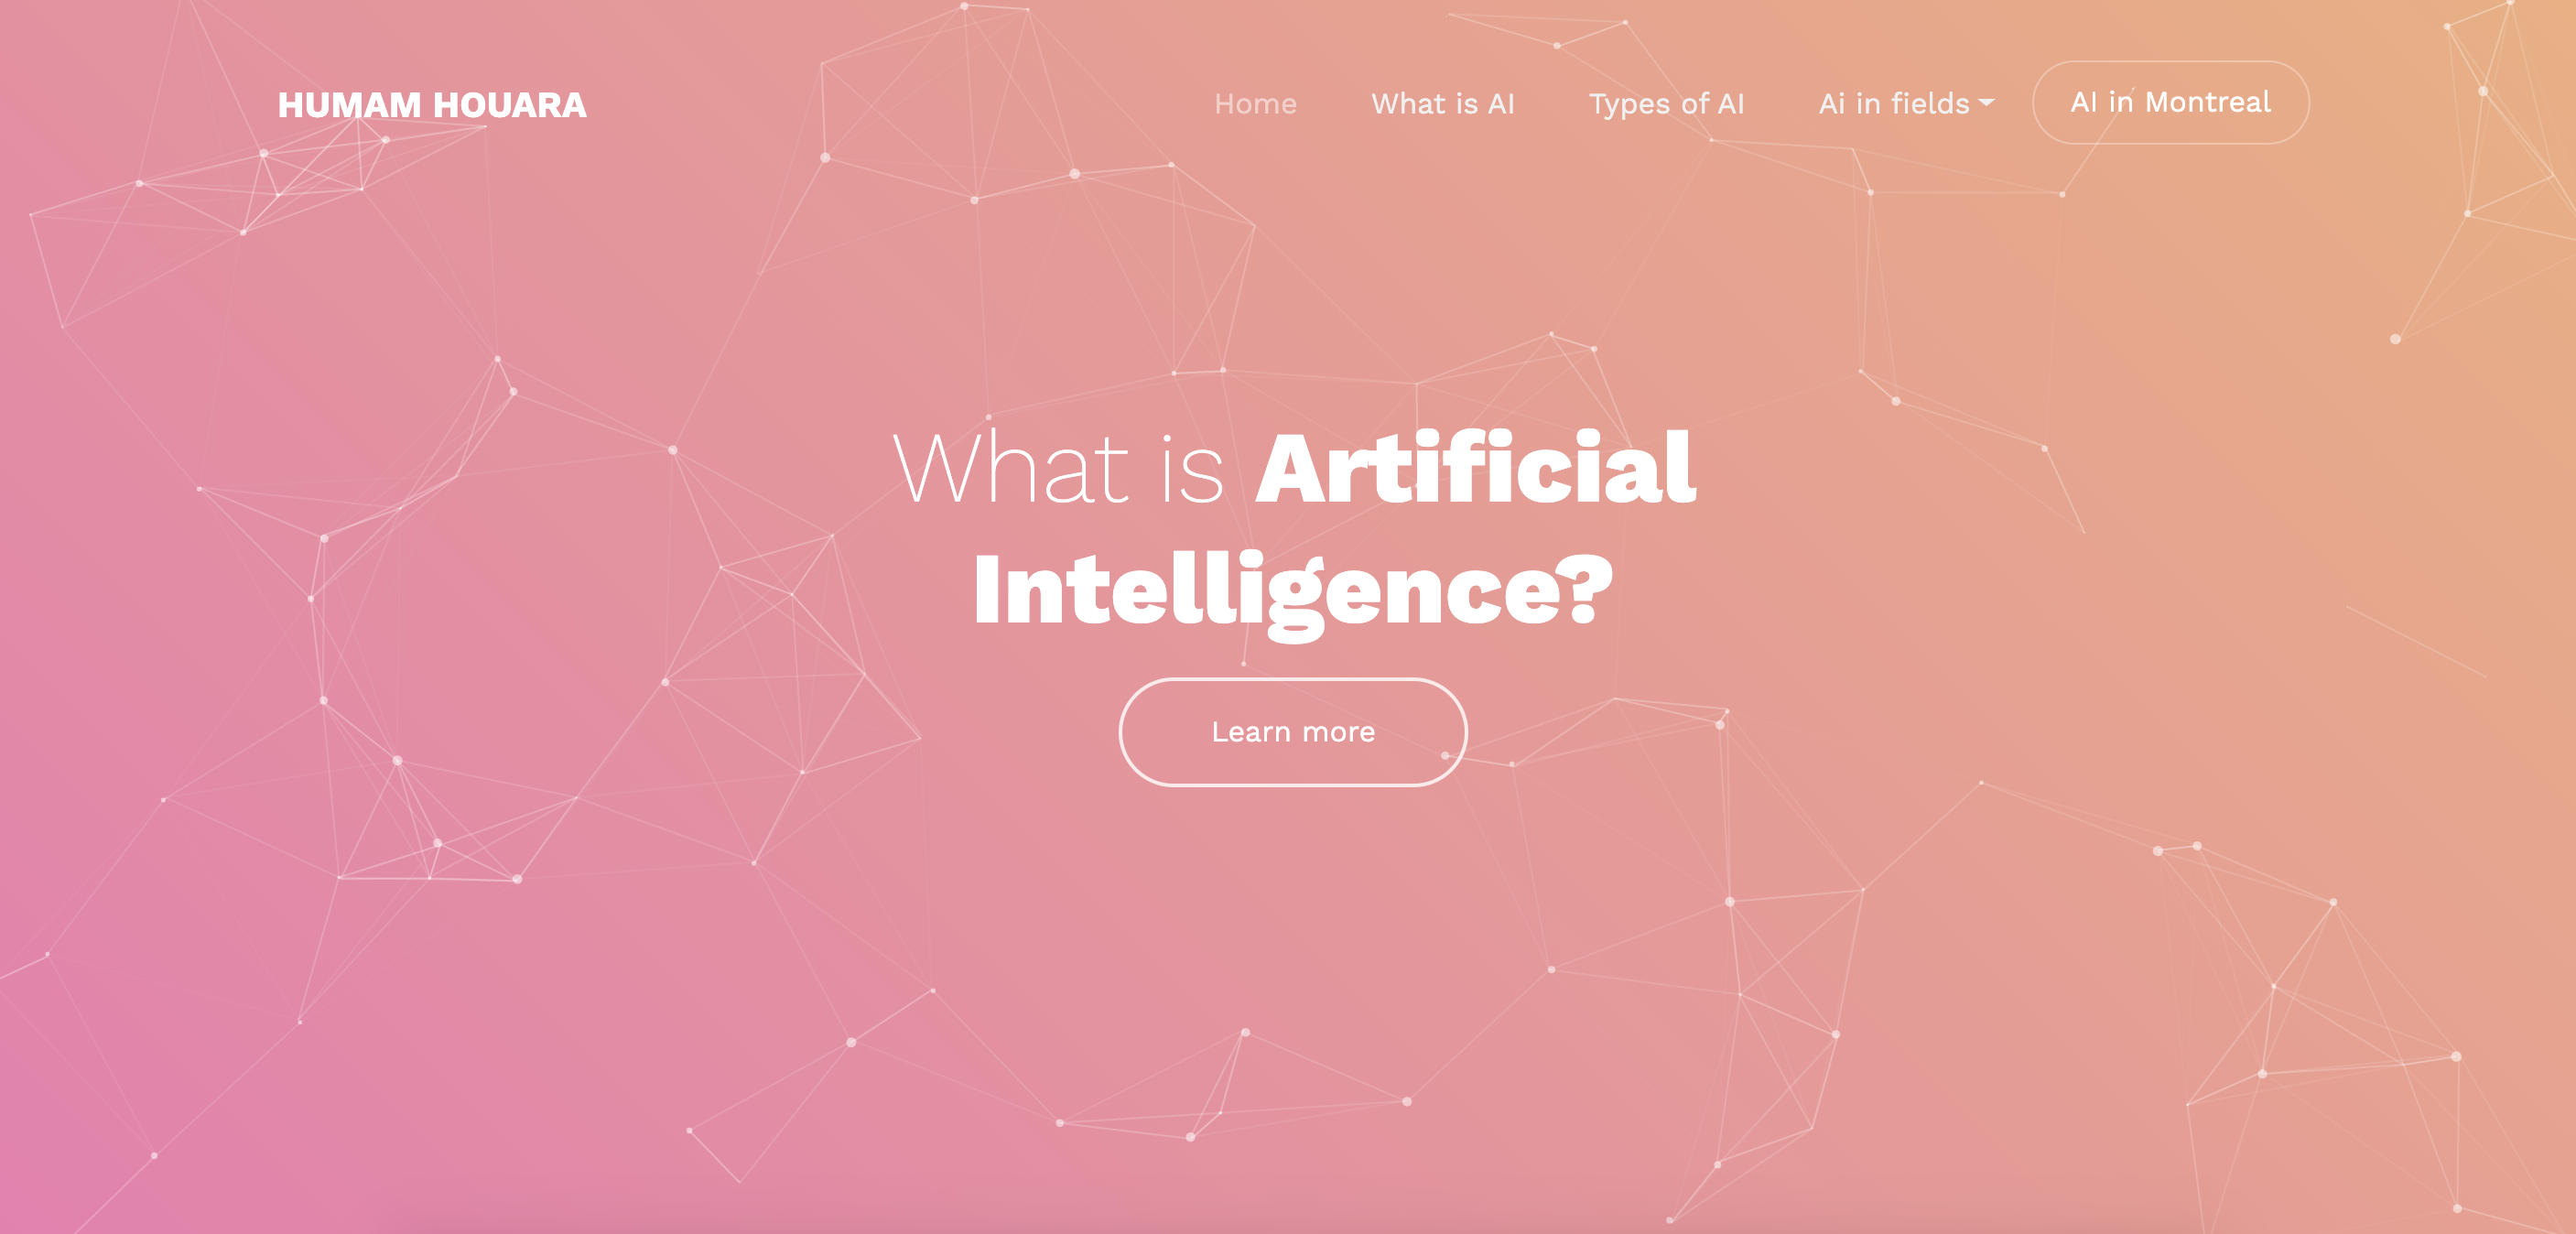 HUMAM HOUARA
Home
What is AI
Types of AI
Ai in fields
AI in Montreal
What is Artificial
Intelligence?
Learn more